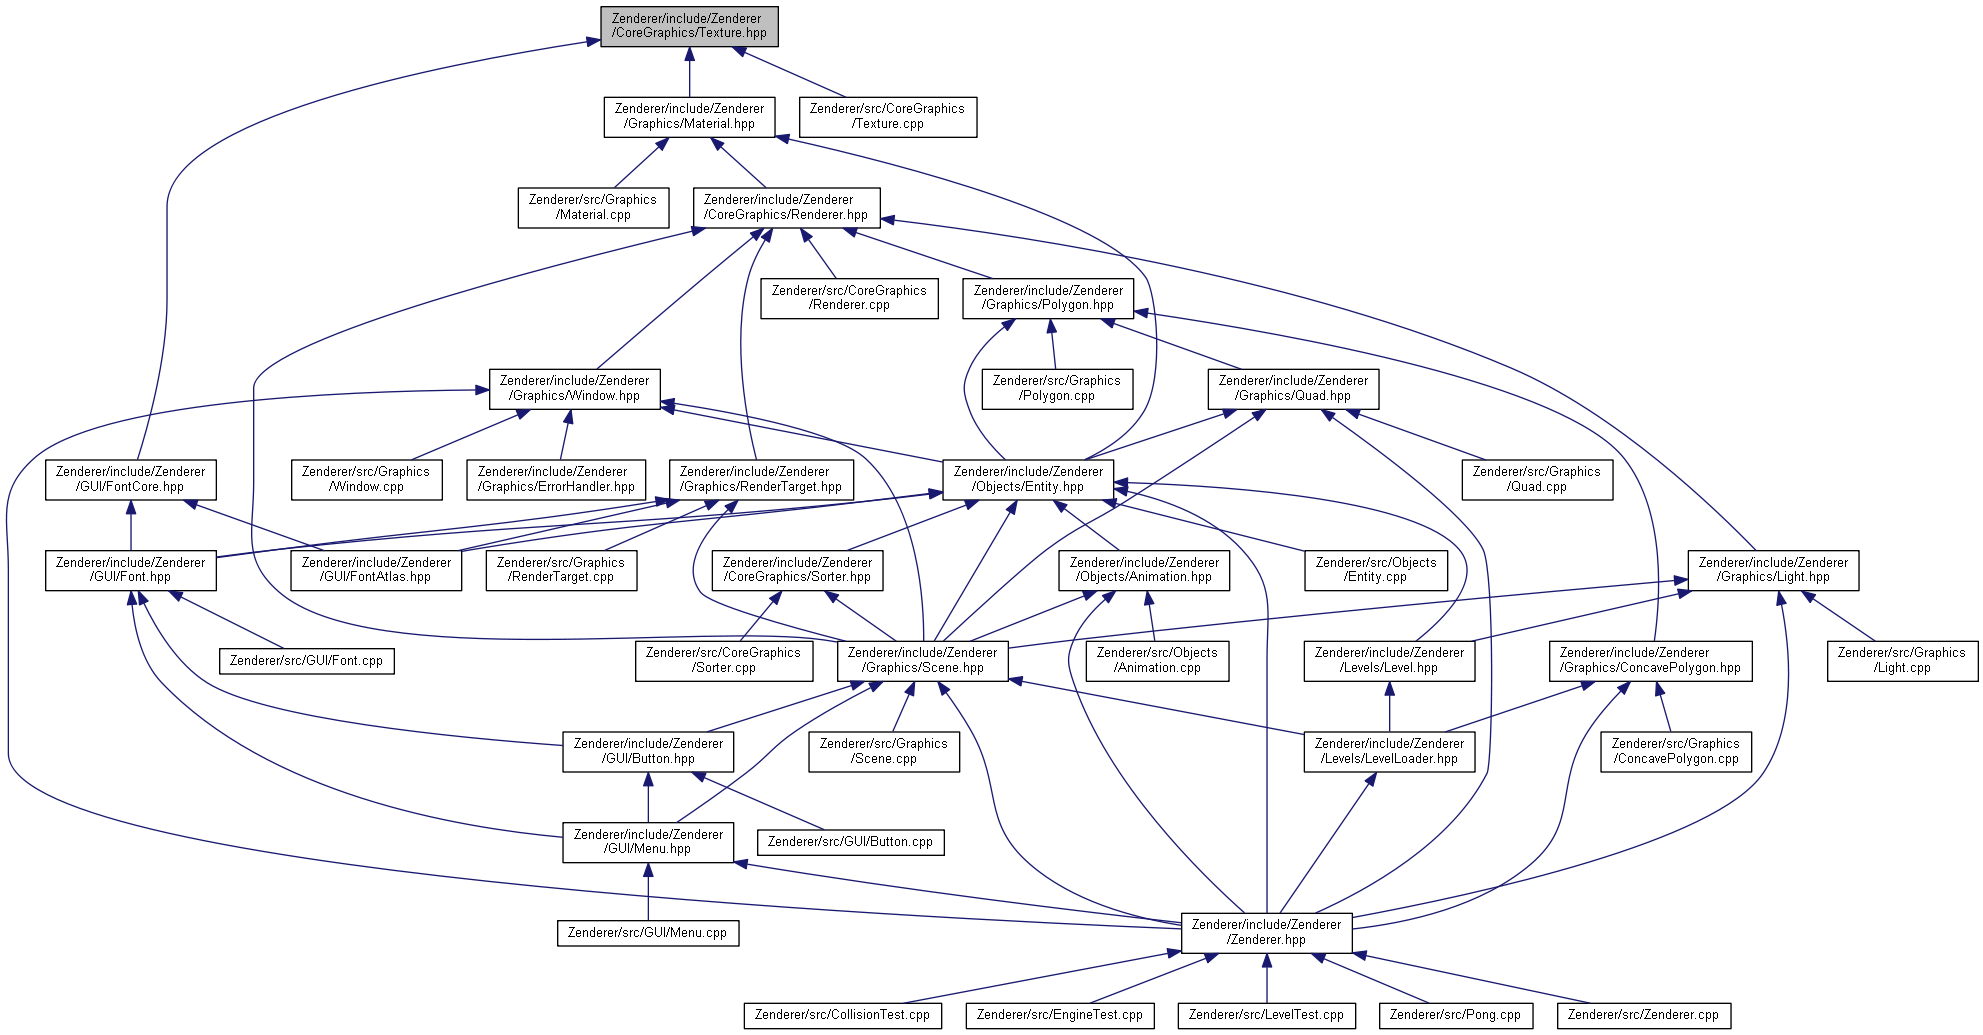 Zenderer/include/Zenderer
/CoreGraphics/Texture.hpp
Zenderer/include/Zenderer
/Graphics/Material.hpp
Zenderer/src/CoreGraphics
/Texture.cpp
Zenderer/src/Graphics
/Material.cpp
Zenderer/include/Zenderer
/CoreGraphics/Renderer.hpp
Zenderer/src/CoreGraphics
/Renderer.cpp
Zenderer/include/Zenderer
/Graphics/Polygon.hpp
Zenderer/include/Zenderer
/Graphics/Window.hpp
Zenderer/src/Graphics
/Polygon.cpp
Zenderer/include/Zenderer
/Graphics/Quad.hpp
Zenderer/include/Zenderer
/GUI/FontCore.hpp
Zenderer/src/Graphics
/Window.cpp
Zenderer/include/Zenderer
/Graphics/ErrorHandler.hpp
Zenderer/include/Zenderer
/Graphics/RenderTarget.hpp
Zenderer/include/Zenderer
/Objects/Entity.hpp
Zenderer/src/Graphics
/Quad.cpp
Zenderer/include/Zenderer
/GUI/Font.hpp
Zenderer/include/Zenderer
/GUI/FontAtlas.hpp
Zenderer/src/Graphics
/RenderTarget.cpp
Zenderer/include/Zenderer
/CoreGraphics/Sorter.hpp
Zenderer/include/Zenderer
/Objects/Animation.hpp
Zenderer/src/Objects
/Entity.cpp
Zenderer/include/Zenderer
/Graphics/Light.hpp
Zenderer/src/GUI/Font.cpp
Zenderer/src/CoreGraphics
/Sorter.cpp
Zenderer/include/Zenderer
/Graphics/Scene.hpp
Zenderer/src/Objects
/Animation.cpp
Zenderer/include/Zenderer
/Levels/Level.hpp
Zenderer/include/Zenderer
/Graphics/ConcavePolygon.hpp
Zenderer/src/Graphics
/Light.cpp
Zenderer/include/Zenderer
/GUI/Button.hpp
Zenderer/src/Graphics
/Scene.cpp
Zenderer/include/Zenderer
/Levels/LevelLoader.hpp
Zenderer/src/Graphics
/ConcavePolygon.cpp
Zenderer/include/Zenderer
/GUI/Menu.hpp
Zenderer/src/GUI/Button.cpp
Zenderer/src/GUI/Menu.cpp
Zenderer/include/Zenderer
/Zenderer.hpp
Zenderer/src/CollisionTest.cpp
Zenderer/src/EngineTest.cpp
Zenderer/src/LevelTest.cpp
Zenderer/src/Pong.cpp
Zenderer/src/Zenderer.cpp